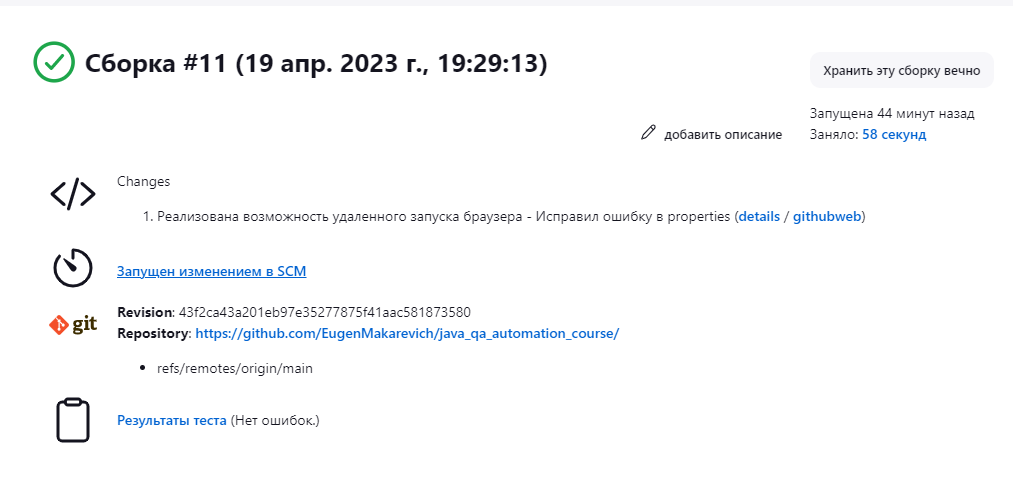 Сборка #11 (19 апр. 2023 г., 19:29:13)
Хранить эту сборку вечно
Запущена 44 минут назад
добавить описание
Заняло: 58 секунд
Changes
1. Реализована возможность удаленного запуска браузера - Исправил ошибку в properties (details / githubweb)
Запущен изменением в SCM
git
Revision: 43f2ca43a201eb97e35277875f41aac581873580
Repository: https://github.com/EugenMakarevich/java_qa_automation_course/
• refs/remotes/origin/main
Результаты теста (Нет ошибок.)